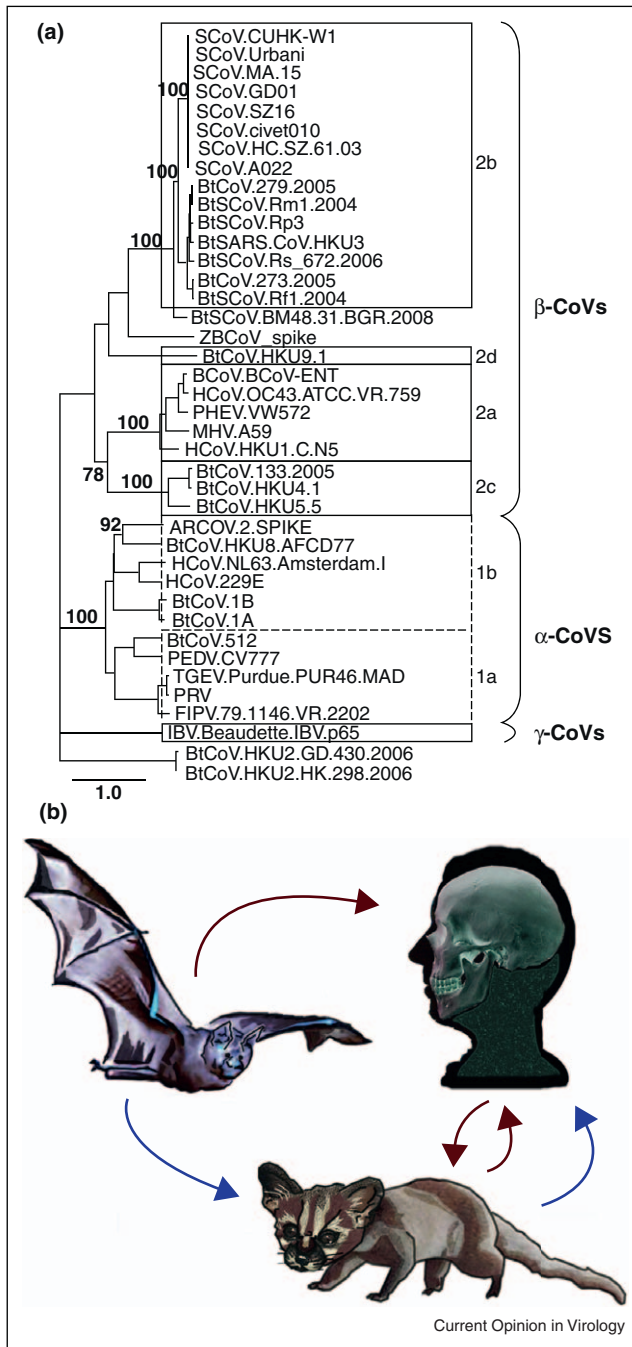 (a)
SCoV.CUHK-W1
SCoV.Urbani
SCoV.MA.15
100 SCoV.GD01
SCoV.SZ16
SCoV.civet010
SCoV.HC.SZ.61.03
100 SCoV.A022
2b
BtCoV.279.2005
BtSCoV.Rm1.2004
BtSCoV.Rp3
100 BtSARS.CoV.HKU3
BtSCoV.Rs_672.2006
BtCoV.273.2005
BtSCoV.Rf1.2004
β-CoVs
BtSCoV.BM48.31.BGR.2008
ZBCoV_spike
BtCoV.HKU9.1 2d
BCoV.BCoV-ENT
HCoV.OC43.ATCC.VR.759
PHEV.VW572 2a
100 MHV.A59
HCoV.HKU1.C.N5
78 BtCoV.133.2005
100 BtCoV.HKU4.1 2c
BtCoV.HKU5.5
92 ARCOV.2.SPIKE
BtCoV.HKU8.AFCD77
HCoV.NL63.Amsterdam.I 1b
HCoV.229E
BtCoV.1B
100 BtCoV.1A
α-CoVS
BtCoV.512
PEDV.CV777
TGEV.Purdue.PUR46.MAD 1a
PRV
FIPV.79.1146.VR.2202
IBV.Beaudette.IBV.p65 γ-CoVs
BtCoV.HKU2.GD.430.2006
BtCoV.HKU2.HK.298.2006
1.0
(b)
Current Opinion in Virology